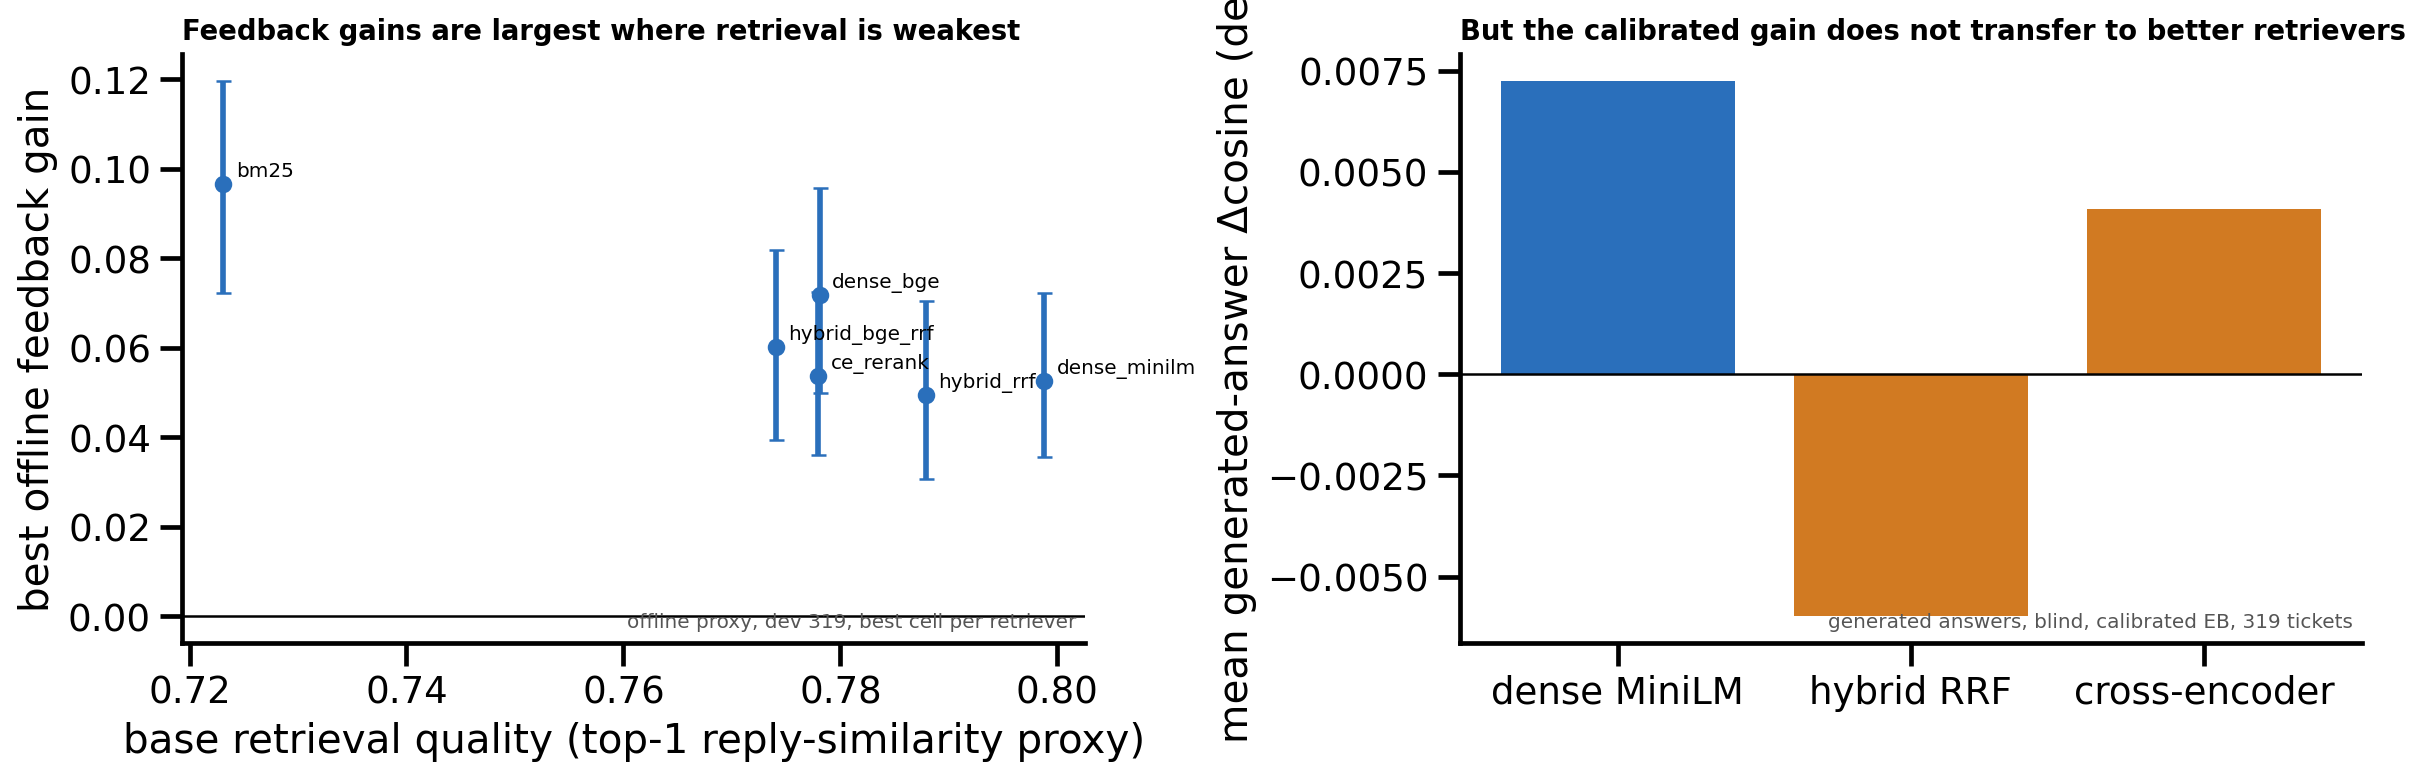 Feedback gains are largest where retrieval is weakest
best offline feedback gain
0.12
0.10
0.08
0.06
0.04
0.02
0.00
bm25
dense_bge
hybrid_bge_rrf
ce_rerank
hybrid_rrf
dense_minilm
offline proxy, dev 319, best cell per retriever
0.72 0.74 0.76 0.78 0.80
base retrieval quality (top-1 reply-similarity proxy)
But the calibrated gain does not transfer to better retrievers
mean generated-answer Δcosine (de
0.0075
0.0050
0.0025
0.0000
−0.0025
−0.0050
generated answers, blind, calibrated EB, 319 tickets
dense MiniLM hybrid RRF cross-encoder